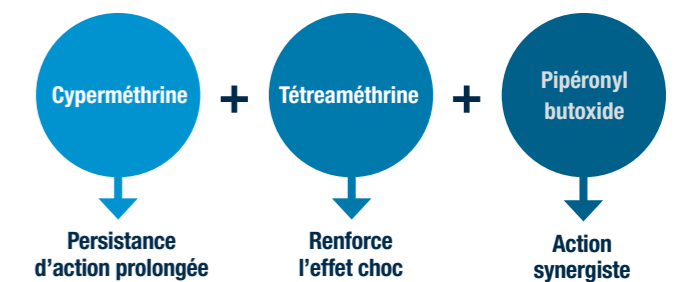 Cyperméthrine + Tétreaméthrine + Pipéronyl
butoxide
Persistance
d'action prolongée
Renforce
l'effet choc
Action
synergiste